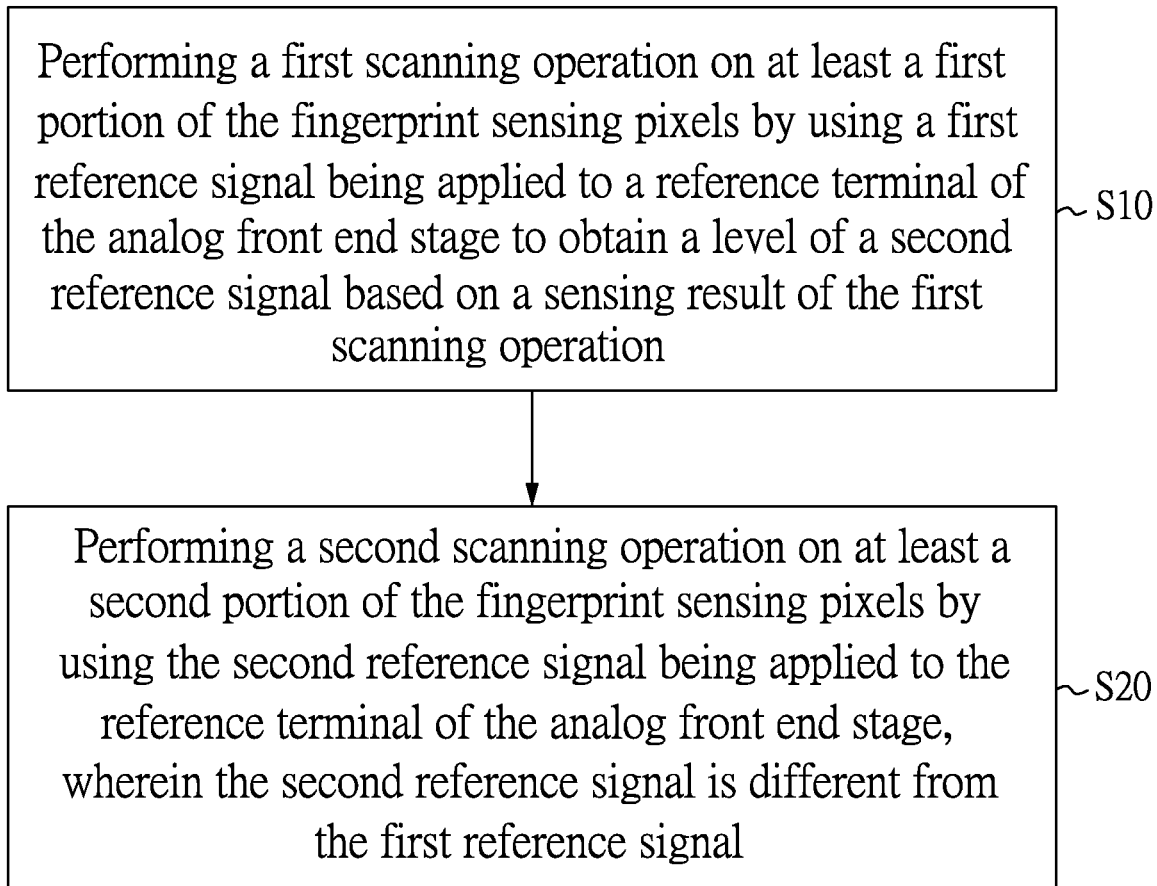 Performing a first scanning operation on at least a first
portion of the fingerprint sensing pixels by using a first
reference signal being applied to a reference terminal of
the analog front end stage to obtain a level of a second
reference signal based on a sensing result of the first
scanning operation
S10
Performing a second scanning operation on at least a
second portion of the fingerprint sensing pixels by
using the second reference signal being applied to the
reference terminal of the analog front end stage,
wherein the second reference signal is different from
the first reference signal
S20